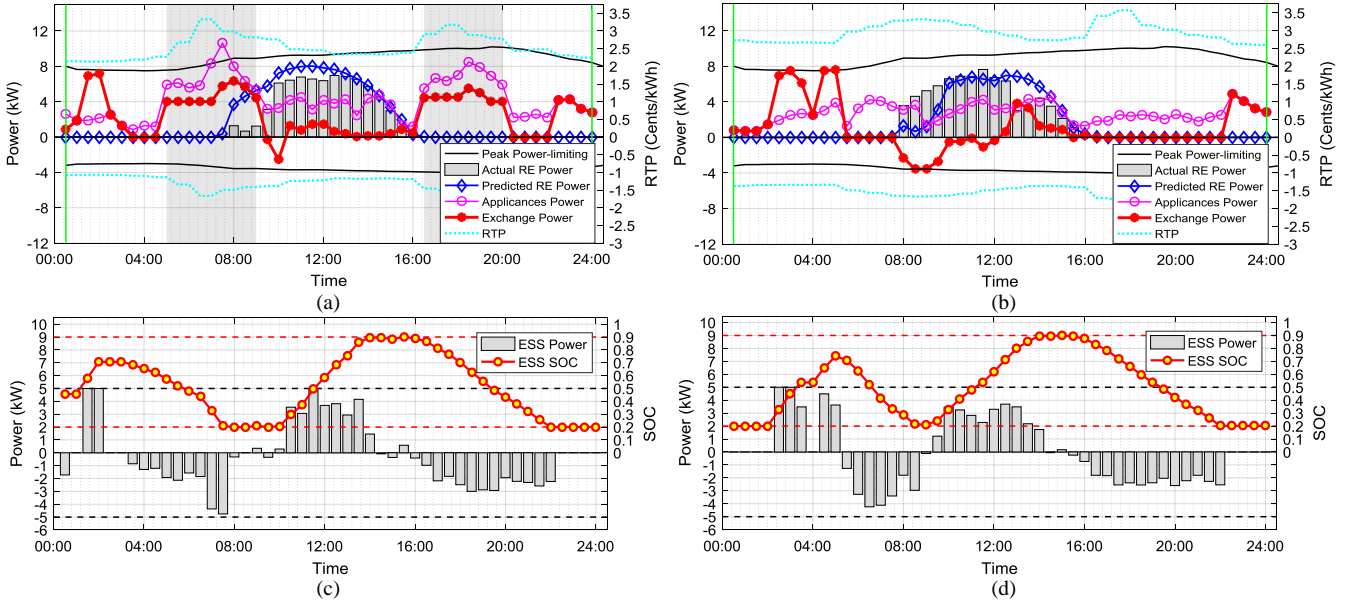 12
8
4
0
-4
-8
-12
Power (kW)
3.5
3
2.5
2
1.5
1
0.5
0
-0.5
-1
-1.5
-2
-2.5
-3
RTP (Cents/kWh)
Peak Power-limiting
Actual RE Power
Predicted RE Power
Applicances Power
Exchange Power
RTP
00:00 04:00 08:00 12:00 16:00 20:00 24:00
Time
(a)
12
8
4
0
-4
-8
-12
Power (kW)
3.5
3
2.5
2
1.5
1
0.5
0
-0.5
-1
-1.5
-2
-2.5
-3
RTP (Cents/kWh)
Peak Power-limiting
Actual RE Power
Predicted RE Power
Applicances Power
Exchange Power
RTP
00:00 04:00 08:00 12:00 16:00 20:00 24:00
Time
(b)
10
9
8
7
6
5
4
3
2
1
0
-1
-2
-3
-4
-5
-6
Power (kW)
1
0.9
0.8
0.7
0.6
0.5
0.4
0.3
0.2
0.1
0
SOC
ESS Power
ESS SOC
00:00 04:00 08:00 12:00 16:00 20:00 24:00
Time
(c)
10
9
8
7
6
5
4
3
2
1
0
-1
-2
-3
-4
-5
-6
Power (kW)
1
0.9
0.8
0.7
0.6
0.5
0.4
0.3
0.2
0.1
0
SOC
ESS Power
ESS SOC
00:00 04:00 08:00 12:00 16:00 20:00 24:00
Time
(d)